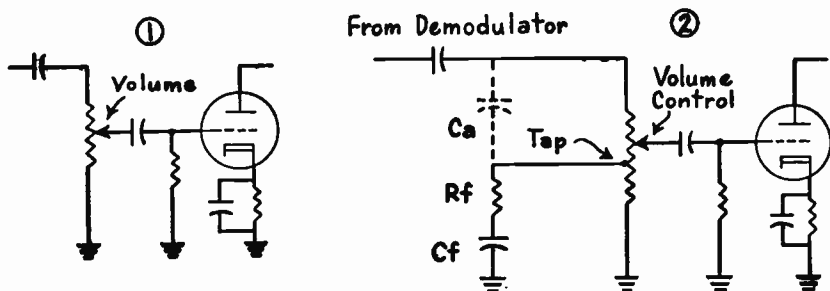 ①
Volume
From Demodulator
②
Volume
Control
Ca
Tap
Rf
Cf